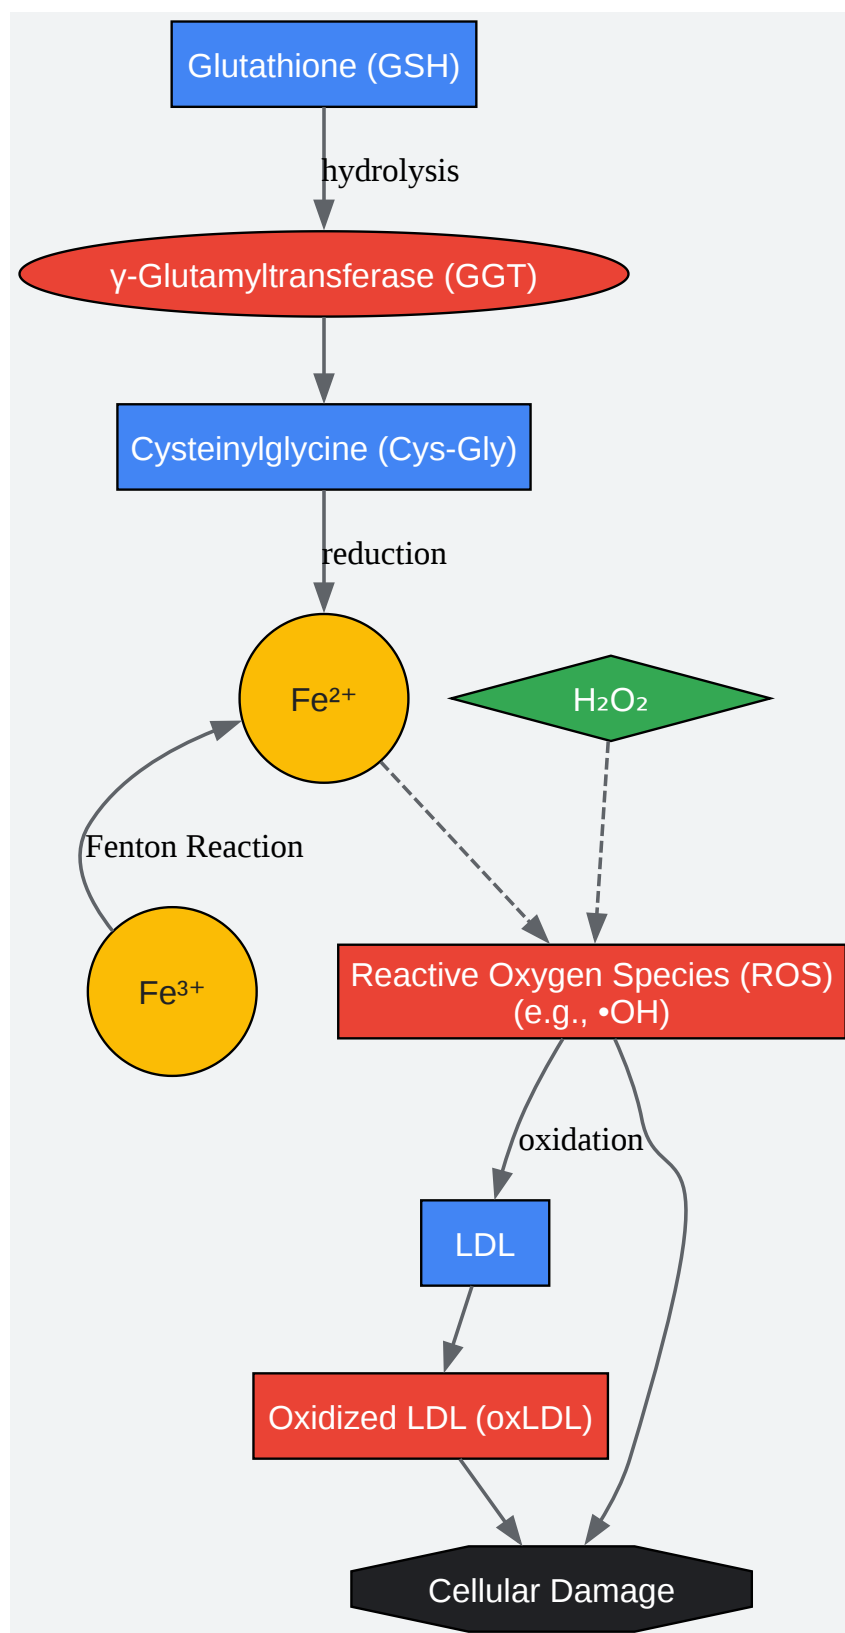 Glutathione (GSH)
hydrolysis
γ-Glutamyltransferase (GGT)
Cysteinylglycine (Cys-Gly)
reduction
Fe²⁺
H₂O₂
Fenton Reaction
Fe³⁺
Reactive Oxygen Species (ROS)
(e.g., •OH)
oxidation
LDL
Oxidized LDL (oxLDL)
Cellular Damage